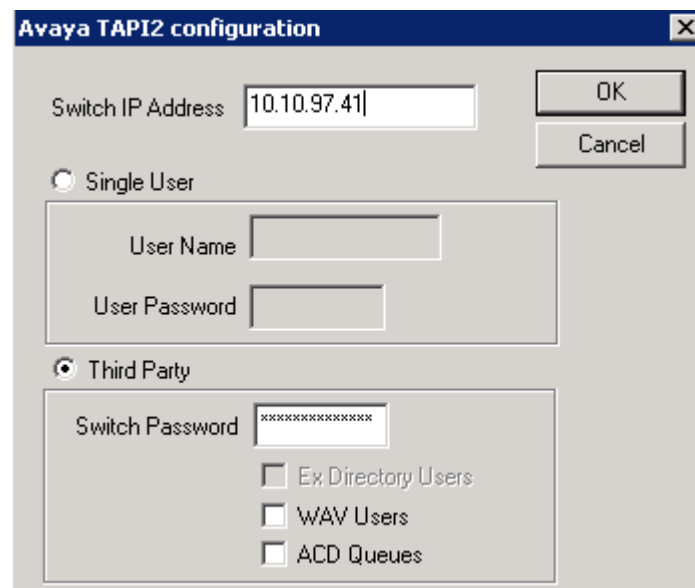 Avaya TAPI2 configuration
Switch IP Address 10.10.97.41
OK
Cancel
Single User
User Name
User Password
Third Party
Switch Password **************
Ex Directory Users
WAV Users
ACD Queues